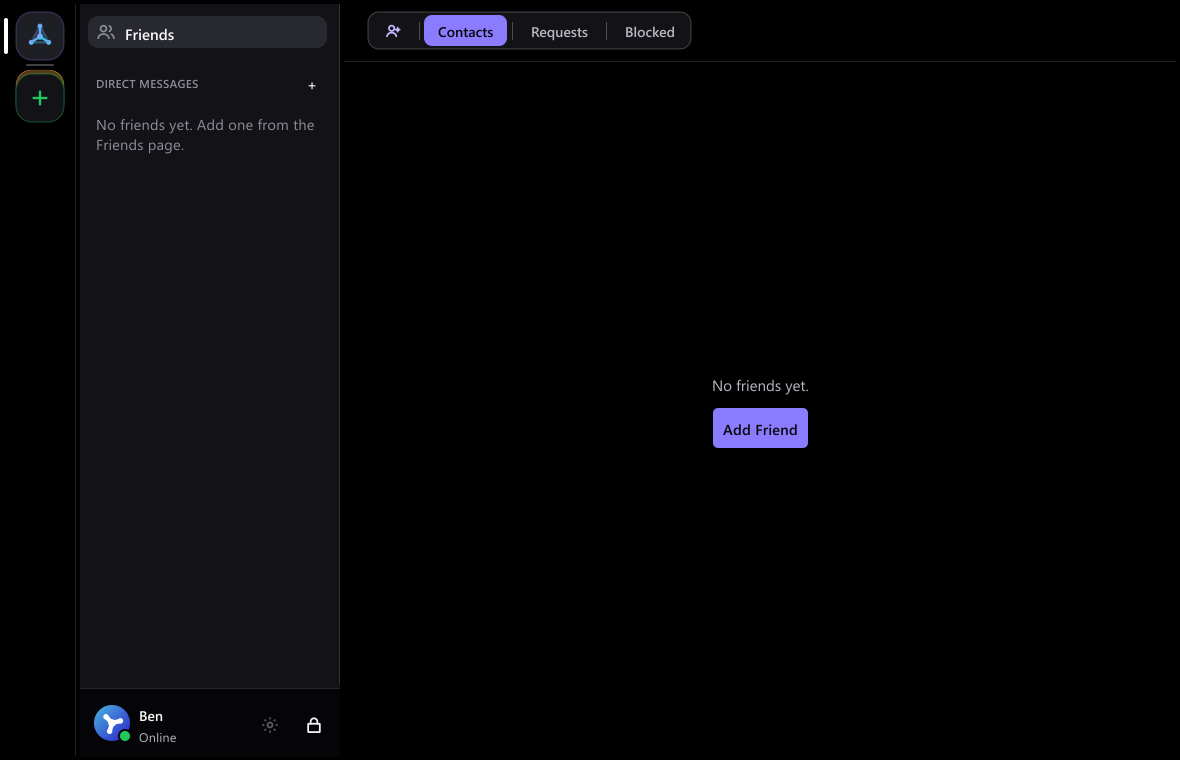 Friends
DIRECT MESSAGES
+
No friends yet. Add one from the
Friends page.
Ben
Online
Contacts
Requests
Blocked
No friends yet.
Add Friend